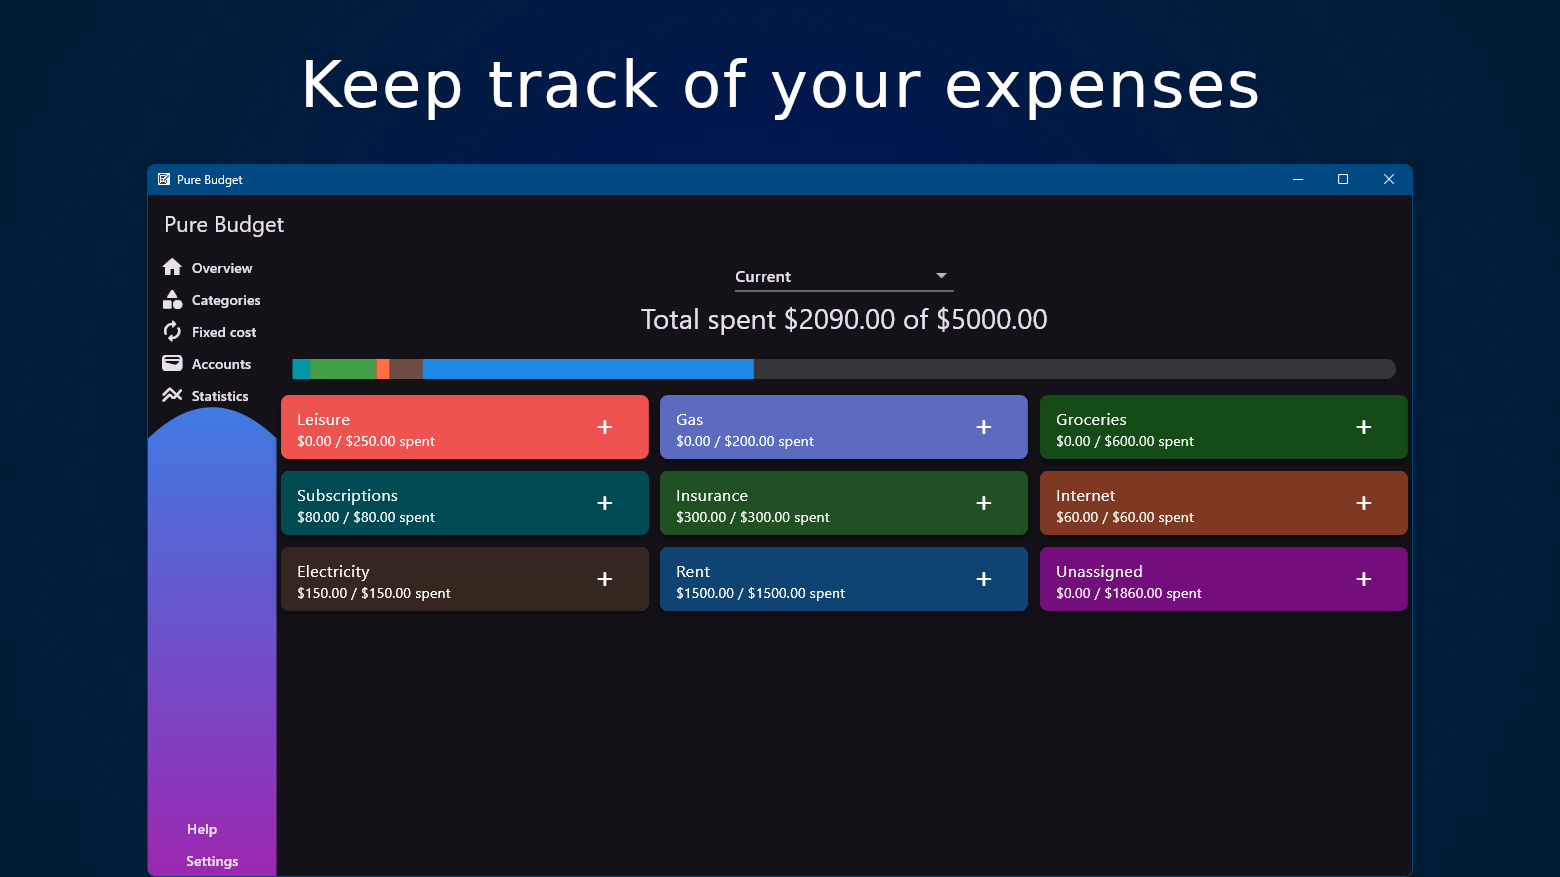 Keep track of your expenses
Pure Budget
Pure Budget
Overview
Categories
Fixed cost
Accounts
Statistics
Current
Total spent $2090.00 of $5000.00
Leisure
$0.00 / $250.00 spent
Gas
$0.00 / $200.00 spent
Groceries
$0.00 / $600.00 spent
Subscriptions
$80.00 / $80.00 spent
Insurance
$300.00 / $300.00 spent
Internet
$60.00 / $60.00 spent
Electricity
$150.00 / $150.00 spent
Rent
$1500.00 / $1500.00 spent
Unassigned
$0.00 / $1860.00 spent
Help
Settings